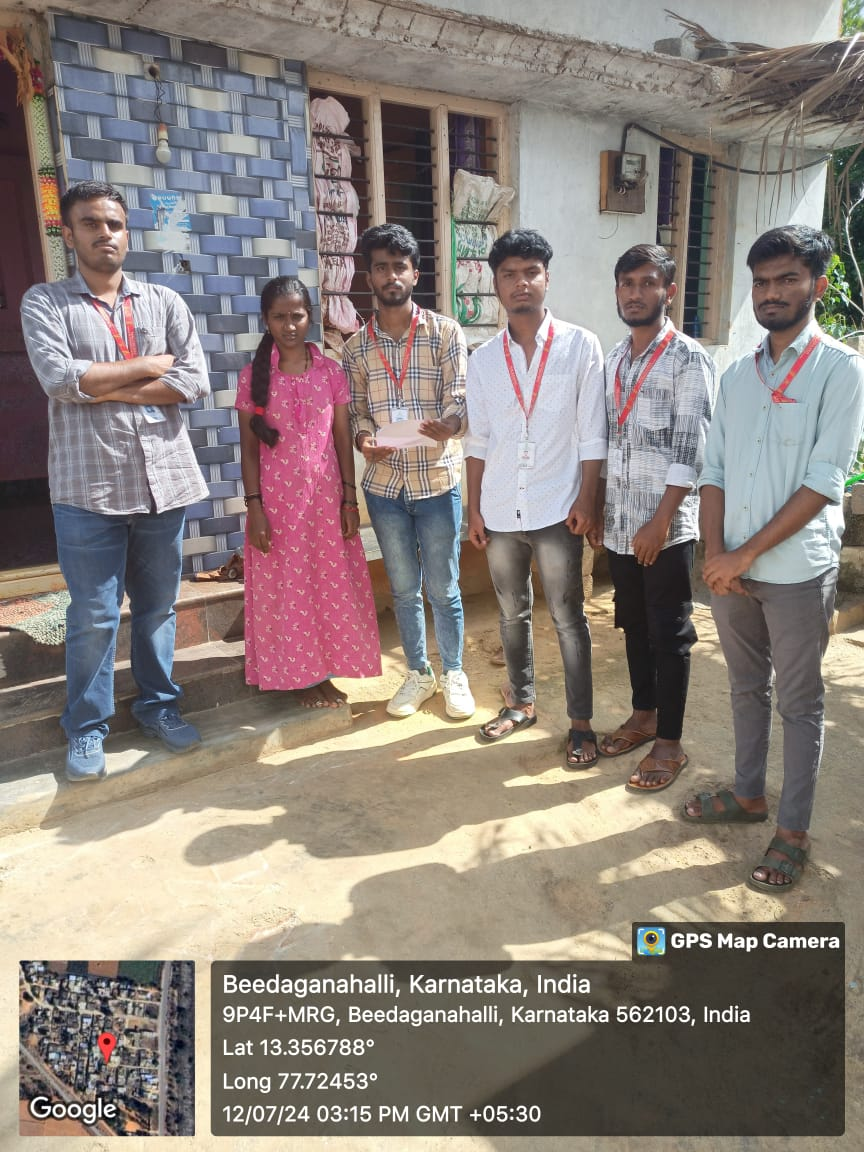 GPS Map Camera
Beedaganahalli, Karnataka, India
9P4F+MRG, Beedaganahalli, Karnataka 562103, India
Lat 13.356788°
Long 77.72453°
12/07/24 03:15 PM GMT +05:30
Google